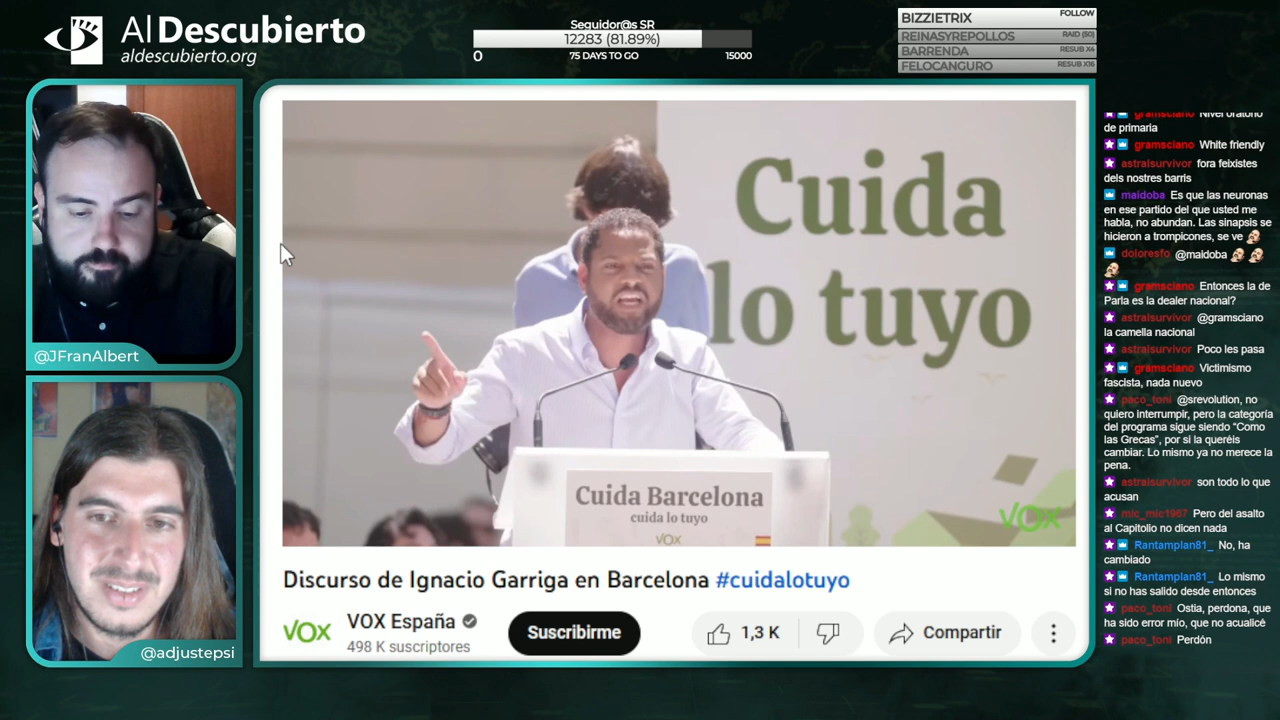 Al Descubierto
aldescubierto.org
Seguidor@s SR
12283 (81.89%)
0
75 DAYS TO GO
15000
BIZZIETRIX
FOLLOW
REINASYREPOLLOS
RAID (50)
BARRENDA
RESUB X4
FELOCANGURO
RESUB X16
@JFranAlbert
@adjustepsi
Cuida
lo tuyo
Cuida Barcelona
cuida lo tuyo
VOX
VOX
Discurso de Ignacio Garriga en Barcelona #cuidalotuyo
VOX
VOX España
498 K suscriptores
Suscribirme
1,3 K
Compartir
gramsciano Nivel oratorio
de primaria
gramsciano White friendly
astralsurvivor fora feixistes
dels nostres barris
maldoba Es que las neuronas
en ese partido del que usted me
habla, no abundan. Las sinapsis se
hicieron a trompicones, se ve
doloresfo @maldoba
gramsciano Entonces la de
Parla es la dealer nacional?
astralsurvivor @gramsciano
la camella nacional
astralsurvivor Poco les pasa
gramsciano Victimismo
fascista, nada nuevo
paco_toni @srevolution, no
quiero interrumpir, pero la categoría
del programa sigue siendo "Como
las Grecas", por si la queréis
cambiar. Lo mismo ya no merece la
pena.
astralsurvivor son todo lo que
acusan
mic_mic1967 Pero del asalto
al Capitolio no dicen nada
Rantamplan81_ No, ha
cambiado
Rantamplan81_ Lo mismo
si no has salido desde entonces
paco_toni Ostia, perdona, que
ha sido error mío, que no acualicé
paco_toni Perdón